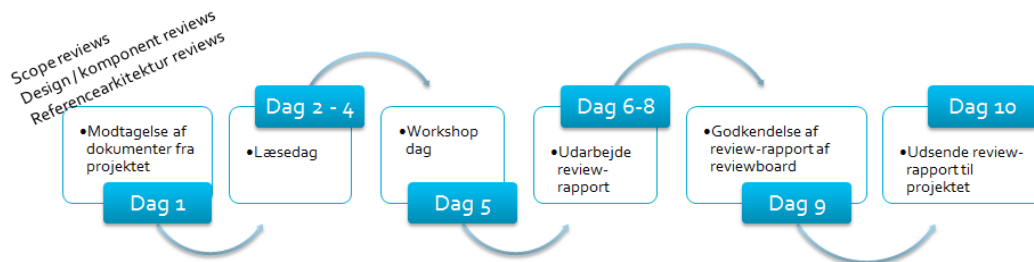 Scope reviews
Design / komponent reviews
Referencearkitektur reviews
•Modtagelse af
dokumenter fra
projektet
Dag 1
Dag 2 - 4
•Læsedag
•Workshop
dag
Dag 5
Dag 6-8
•Udarbejde
review-
rapport
•Godkendelse af
review-rapport af
reviewboard
Dag 9
Dag 10
•Udsende review-
rapport til
projektet